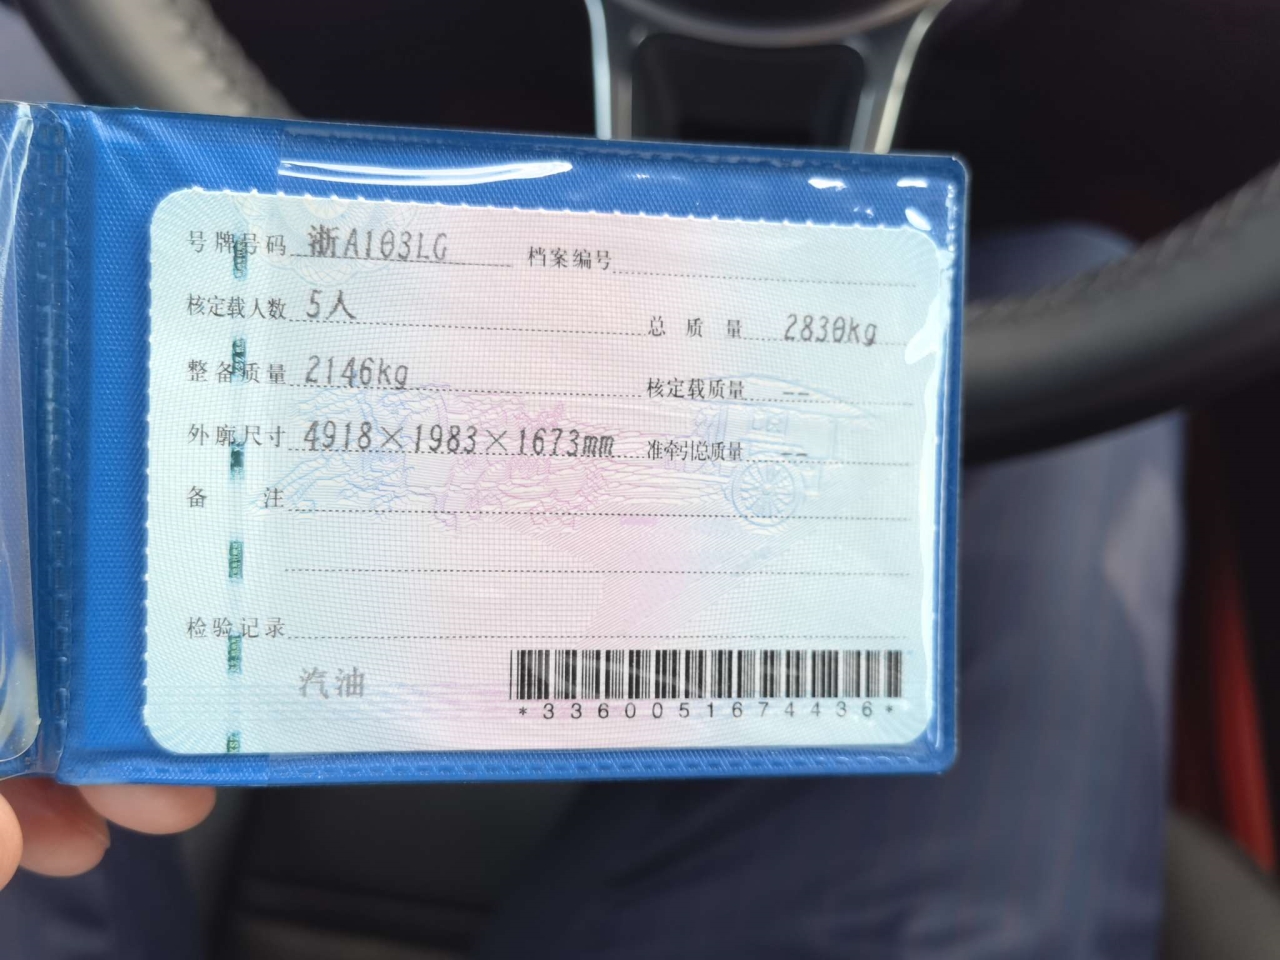 号牌号码 浙A103LG 档案编号
核定载人数 5人 总质量 2830kg
整备质量 2146kg 核定载质量 --
外廓尺寸 4918×1983×1673mm 准牵引总质量 --
备注
检验记录
汽油
*3360051674436*